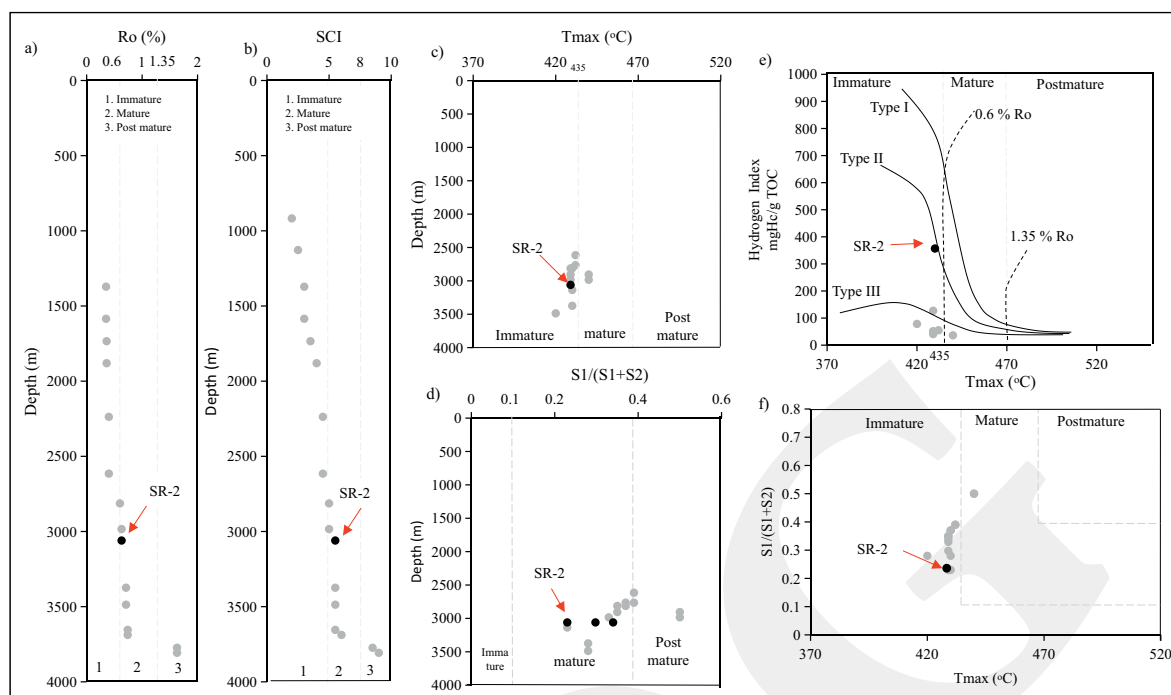 a)
Ro (%)
0 0.6 1 1.35 2
1. Immature
2. Mature
3. Post mature
Depth (m)
0
500
1000
1500
2000
2500
3000
3500
4000
SR-2
1 2 3
b)
SCI
0 5 10
1. Immature
2. Mature
3. Post mature
Depth (m)
0
500
1000
1500
2000
2500
3000
3500
4000
SR-2
1 2 3
c)
Tmax (°C)
370 420 435 470 520
Depth (m)
0
500
1000
1500
2000
2500
3000
3500
4000
SR-2
Immature mature Post
mature
d)
S1/(S1+S2)
0 0.2 0.4 0.6
0.1
Depth (m)
0
500
1000
1500
2000
2500
3000
3500
4000
SR-2
Imma
ture
mature
Post
mature
e)
Immature Mature Postmature
Hydrogen Index
mgHc/g TOC
1000
900
800
700
600
500
400
300
200
100
0
Type I
0.6 % Ro
Type II
SR-2
1.35 % Ro
Type III
370 420 435 470 520
Tmax (°C)
f)
Immature Mature Postmature
S1/(S1+S2)
0.8
0.7
0.6
0.5
0.4
0.3
0.2
0.1
0
SR-2
370 420 470 520
Tmax (°C)